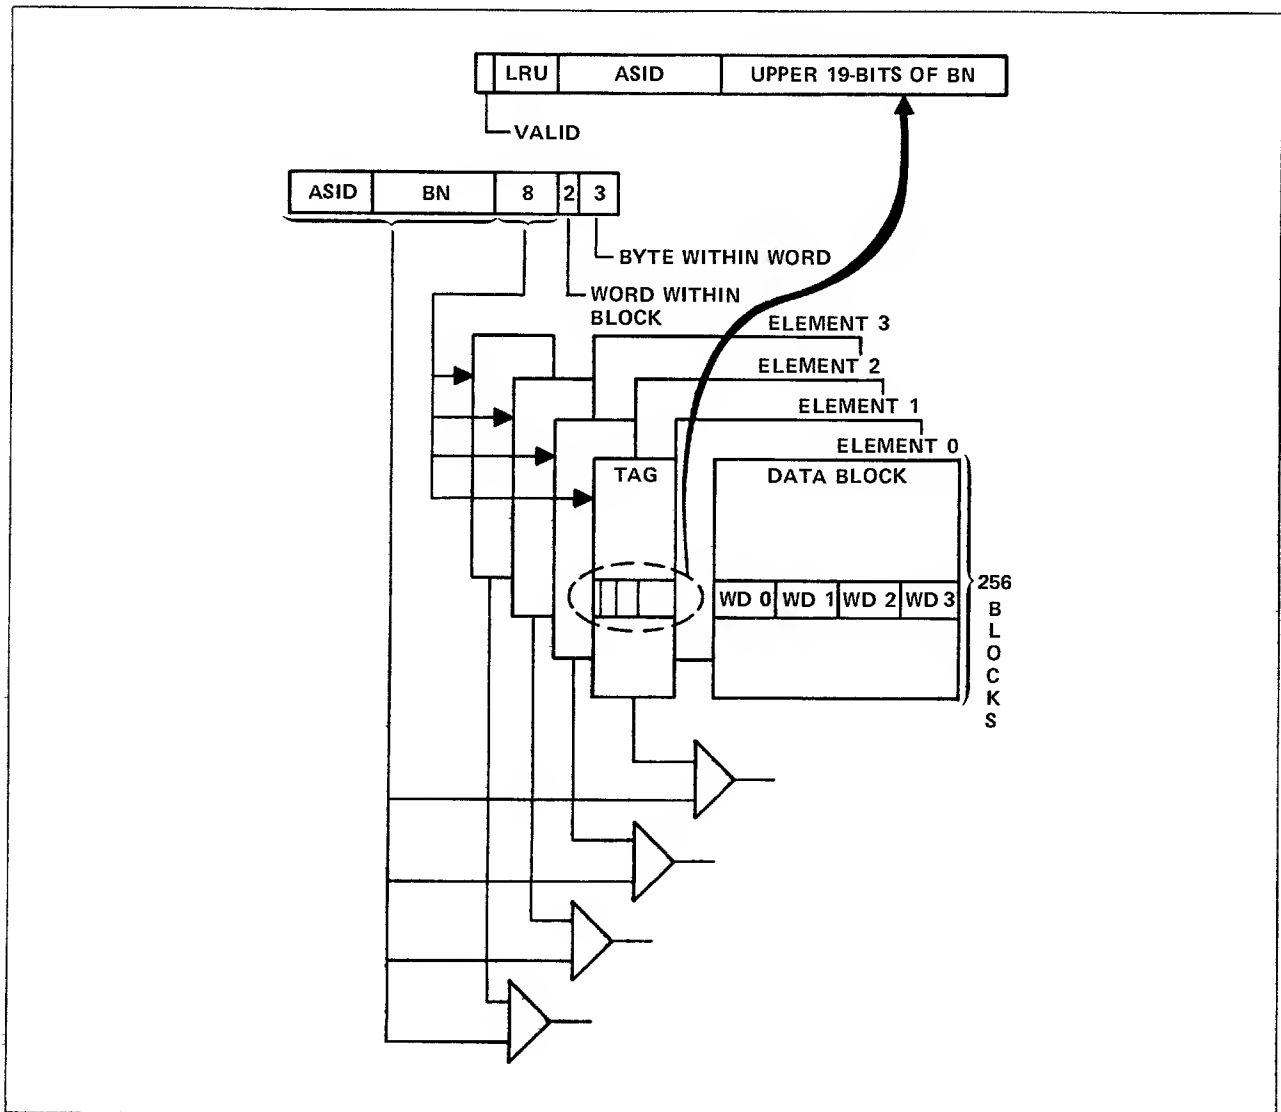 LRU ASID UPPER 19-BITS OF BN
VALID
ASID BN 8 2 3
BYTE WITHIN WORD
WORD WITHIN
BLOCK
ELEMENT 3
ELEMENT 2
ELEMENT 1
ELEMENT 0
TAG DATA BLOCK
256
WD 0 WD 1 WD 2 WD 3
B
L
O
C
K
S